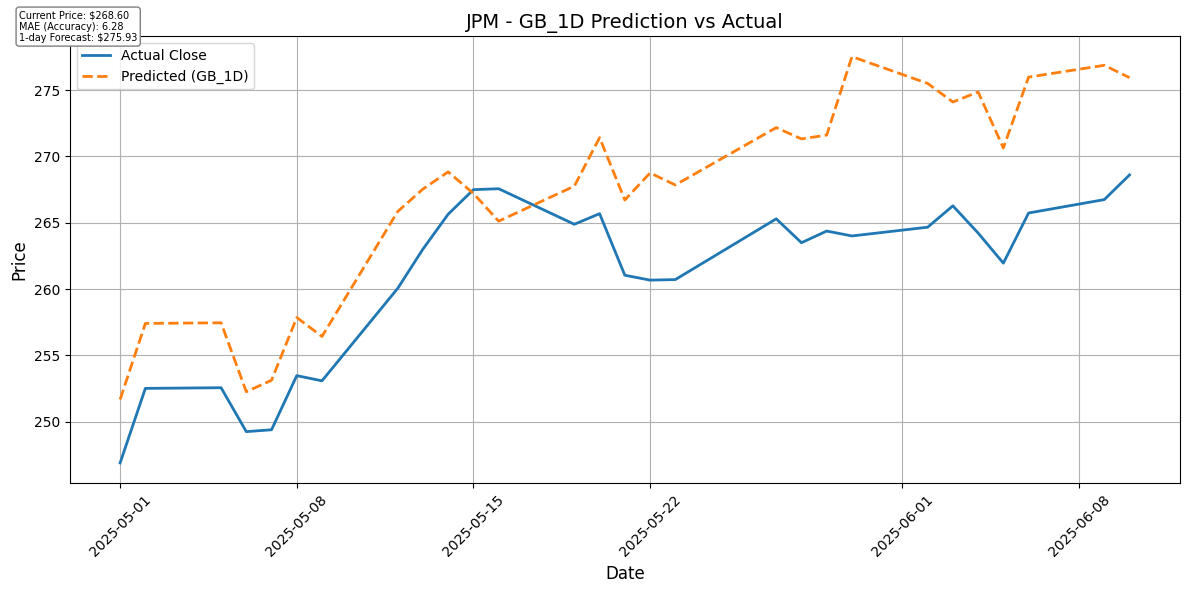 JPM - GB_1D Prediction vs Actual
Current Price: $268.60
MAE (Accuracy): 6.28
1-day Forecast: $275.93
Actual Close
Predicted (GB_1D)
Price
275
270
265
260
255
250
2025-05-01
2025-05-08
2025-05-15
2025-05-22
2025-06-01
2025-06-08
Date